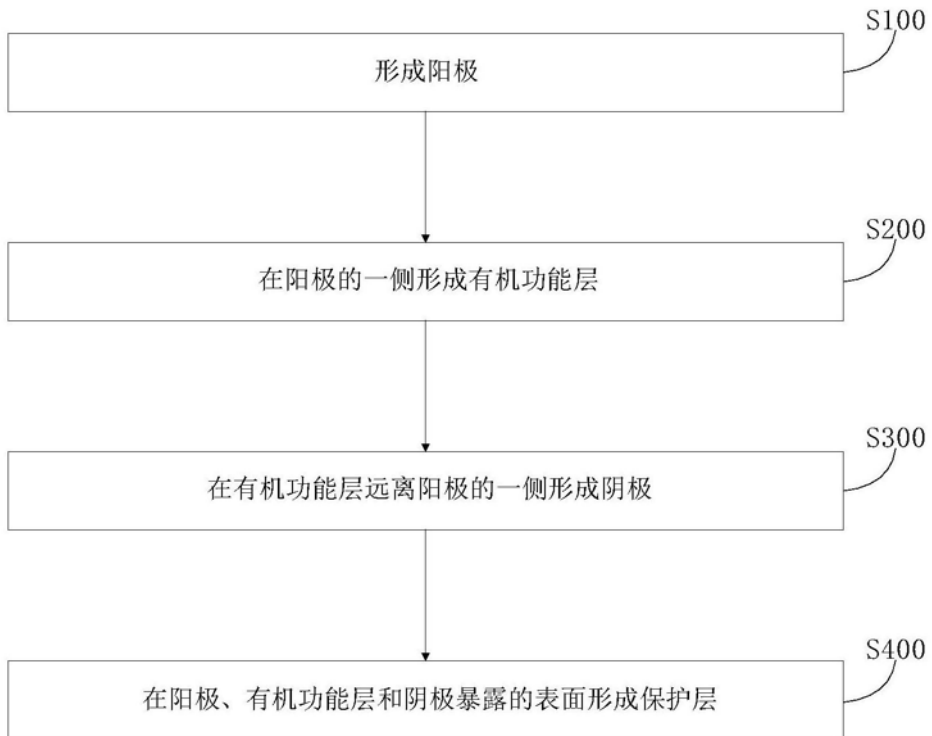 S100
形成阳极
S200
在阳极的一侧形成有机功能层
S300
在有机功能层远离阳极的一侧形成阴极
S400
在阳极、有机功能层和阴极暴露的表面形成保护层